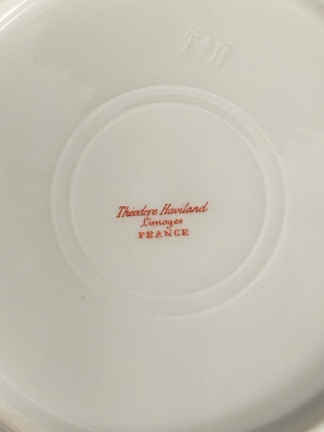 Theodore Haviland
Limoges
FRANCE